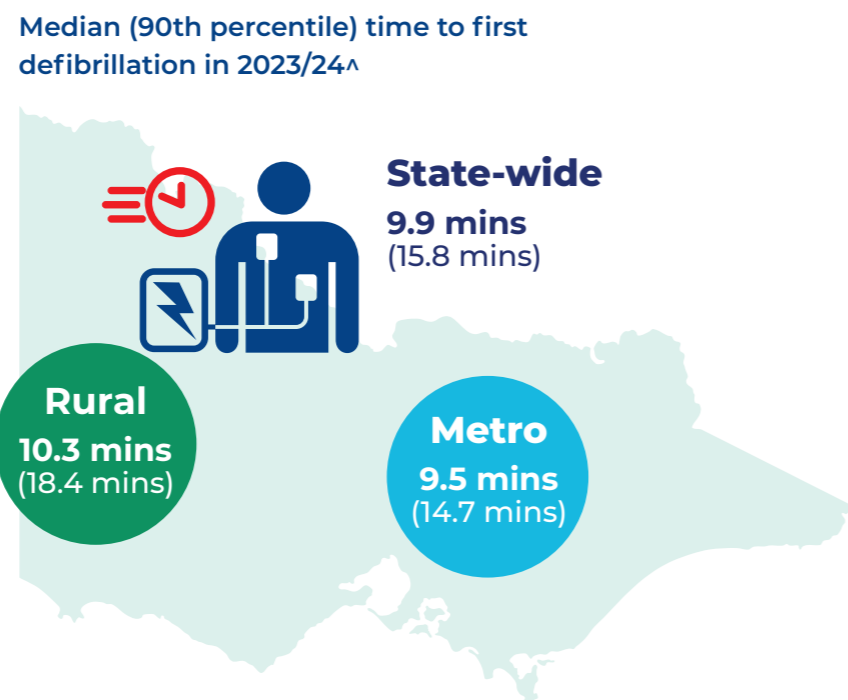 Median (90th percentile) time to first
defibrillation in 2023/24^
State-wide
9.9 mins
(15.8 mins)
Rural
10.3 mins
(18.4 mins)
Metro
9.5 mins
(14.7 mins)